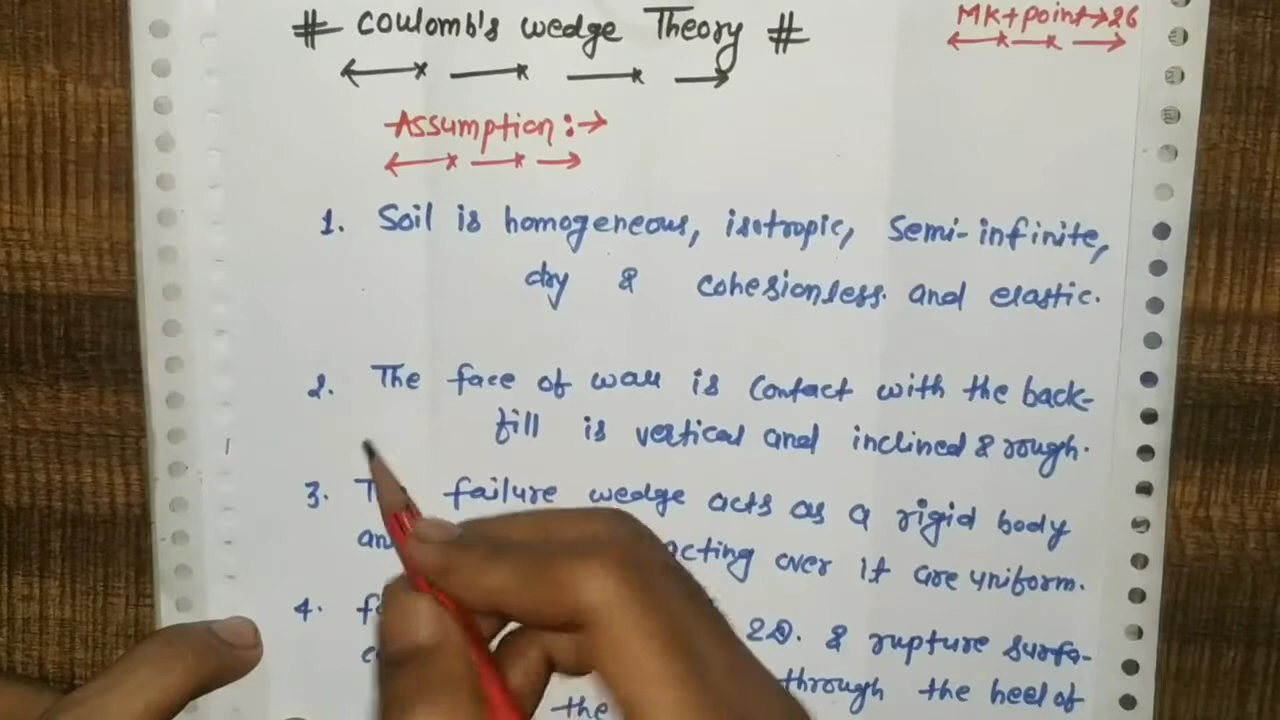 # Coulomb's wedge Theory #
MK+point→26
Assumption:→
1. Soil is homogeneous, isotropic, Semi-infinite,
dry & cohesionless. and elastic.
2. The face of wall is Contact with the back-
fill is vertical and inclined & rough.
3. failure wedge acts as a rigid body
acting over it are uniform.
4. 2D. & rupture surfa-
through the heel of
the